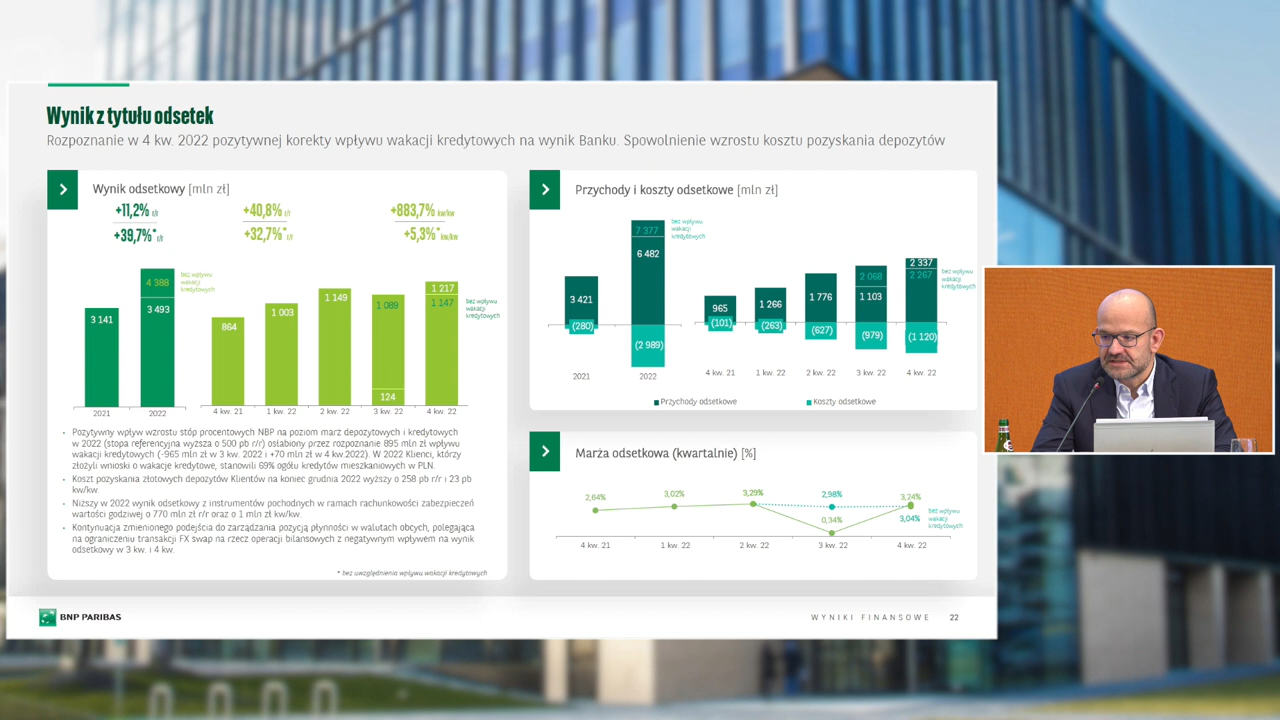 Wynik z tytułu odsetek
Rozpoznanie w 4 kw. 2022 pozytywnej korekty wpływu wakacji kredytowych na wynik Banku. Spowolnienie wzrostu kosztu pozyskania depozytów
Wynik odsetkowy [mln zł]
+11,2% r/r
+39,7%* r/r
+40,8% r/r
+32,7%* r/r
+883,7% kw/kw
+5,3%* kw/kw
bez wpływu
wakacji
kredytowych
4 388
3 141
3 493
2021
2022
864
1 003
1 149
1 089
124
1 217
1 147
bez wpływu
wakacji
kredytowych
4 kw. 21
1 kw. 22
2 kw. 22
3 kw. 22
4 kw. 22
• Pozytywny wpływ wzrostu stóp procentowych NBP na poziom marż depozytowych i kredytowych
w 2022 (stopa referencyjna wyższa o 500 pb r/r) osłabiony przez rozpoznanie 895 mln zł wpływu
wakacji kredytowych (-965 mln zł w 3 kw. 2022 i +70 mln zł w 4 kw.2022). W 2022 Klienci, którzy
złożyli wnioski o wakacje kredytowe, stanowili 69% ogółu kredytów mieszkaniowych w PLN.
• Koszt pozyskania złotowych depozytów Klientów na koniec grudnia 2022 wyższy o 258 pb r/r i 23 pb
kw/kw.
• Niższy w 2022 wynik odsetkowy z instrumentów pochodnych w ramach rachunkowości zabezpieczeń
wartości godziwej o 770 mln zł r/r oraz o 1 mln zł kw/kw.
• Kontynuacja zmienionego podejścia do zarządzania pozycją płynności w walutach obcych, polegająca
na ograniczeniu transakcji FX swap na rzecz operacji bilansowych z negatywnym wpływem na wynik
odsetkowy w 3 kw. i 4 kw.
* bez uwzględnienia wpływu wakacji kredytowych
Przychody i koszty odsetkowe [mln zł]
bez wpływu
wakacji
kredytowych
7 377
6 482
3 421
(280)
(2 989)
2021
2022
965
(101)
1 266
(263)
1 776
(627)
2 068
1 103
(979)
2 337
2 267
(1 120)
bez wpływu
wakacji
kredytowych
4 kw. 21
1 kw. 22
2 kw. 22
3 kw. 22
4 kw. 22
Przychody odsetkowe
Koszty odsetkowe
Marża odsetkowa (kwartalnie) [%]
2,64%
3,02%
3,29%
2,98%
0,34%
3,24%
3,04%
bez wpływu
wakacji
kredytowych
4 kw. 21
1 kw. 22
2 kw. 22
3 kw. 22
4 kw. 22
BNP PARIBAS
WYNIKI FINANSOWE 22